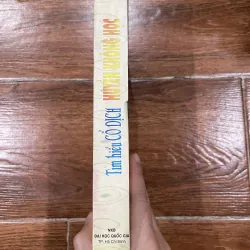 Tìm hiểu CỔ DỊCH HUYỀN KHÔNG HỌC
NXB
ĐẠI HỌC QUỐC GIA
TP. Hồ Chí Minh